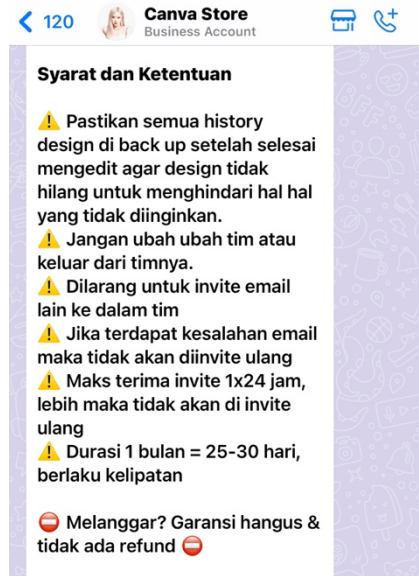 120
Canva Store
Business Account
Syarat dan Ketentuan
⚠️ Pastikan semua history
design di back up setelah selesai
mengedit agar design tidak
hilang untuk menghindari hal hal
yang tidak diinginkan.
⚠️ Jangan ubah ubah tim atau
keluar dari timnya.
⚠️ Dilarang untuk invite email
lain ke dalam tim
⚠️ Jika terdapat kesalahan email
maka tidak akan diinvite ulang
⚠️ Maks terima invite 1x24 jam,
lebih maka tidak akan di invite
ulang
⚠️ Durasi 1 bulan = 25-30 hari,
berlaku kelipatan
⛔ Melanggar? Garansi hangus &
tidak ada refund ⛔